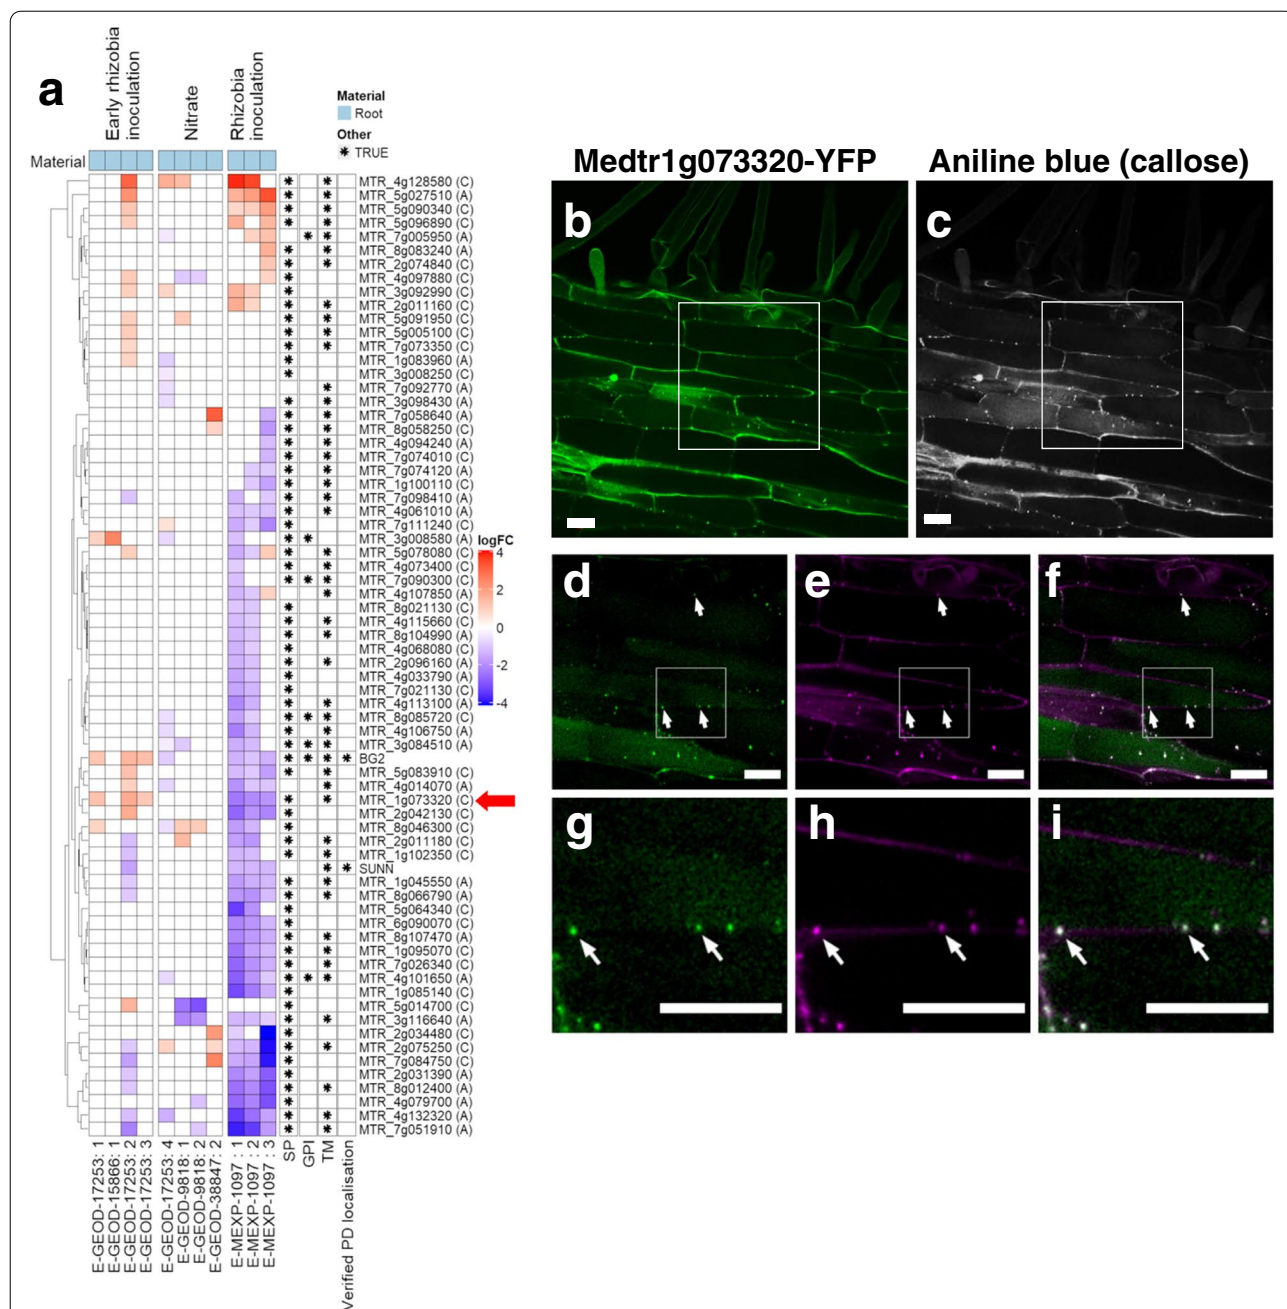 a
Early rhizobia
inoculation
Nitrate
Rhizobia
inoculation
Material
Root
Other
✱ TRUE
Material
MTR_4g128580 (C)
MTR_5g027510 (A)
MTR_5g090340 (C)
MTR_5g096890 (C)
MTR_7g005950 (A)
MTR_8g083240 (A)
MTR_2g074840 (C)
MTR_4g097880 (C)
MTR_3g092990 (C)
MTR_2g011160 (C)
MTR_5g091950 (C)
MTR_5g005100 (C)
MTR_7g073350 (C)
MTR_1g083960 (A)
MTR_3g008250 (C)
MTR_7g092770 (A)
MTR_3g098430 (A)
MTR_7g058640 (A)
MTR_8g058250 (C)
MTR_4g094240 (A)
MTR_7g074010 (C)
MTR_7g074120 (A)
MTR_1g100110 (C)
MTR_7g098410 (A)
MTR_4g061010 (A)
MTR_7g111240 (C)
MTR_3g008580 (A)
MTR_5g078080 (C)
MTR_4g073400 (C)
MTR_7g090300 (C)
MTR_4g107850 (A)
MTR_8g021130 (C)
MTR_4g115660 (C)
MTR_8g104990 (A)
MTR_4g068080 (C)
MTR_2g096160 (A)
MTR_4g033790 (A)
MTR_7g021130 (C)
MTR_4g113100 (A)
MTR_8g085720 (C)
MTR_4g106750 (A)
MTR_3g084510 (A)
BG2
MTR_5g083910 (C)
MTR_4g014070 (A)
MTR_1g073320 (C)
MTR_2g042130 (C)
MTR_8g046300 (C)
MTR_2g011180 (C)
MTR_1g102350 (C)
SUNN
MTR_1g045550 (A)
MTR_8g066790 (A)
MTR_5g064340 (C)
MTR_6g090070 (C)
MTR_8g107470 (A)
MTR_1g095070 (C)
MTR_7g026340 (C)
MTR_4g101650 (A)
MTR_1g085140 (C)
MTR_5g014700 (C)
MTR_3g116640 (A)
MTR_2g034480 (C)
MTR_2g075250 (C)
MTR_7g084750 (C)
MTR_2g031390 (A)
MTR_8g012400 (A)
MTR_4g079700 (A)
MTR_4g132320 (A)
MTR_7g051910 (A)
logFC
4
2
0
-2
-4
E-GEOD-17253: 1
E-GEOD-15866: 1
E-GEOD-17253: 2
E-GEOD-17253: 3
E-GEOD-17253: 4
E-GEOD-9818: 1
E-GEOD-9818: 2
E-GEOD-38847: 2
E-MEXP-1097 : 1
E-MEXP-1097 : 2
E-MEXP-1097 : 3
SP
GPI
TM
Verified PD localisation
Medtr1g073320-YFP
Aniline blue (callose)
b
c
d
e
f
g
h
i